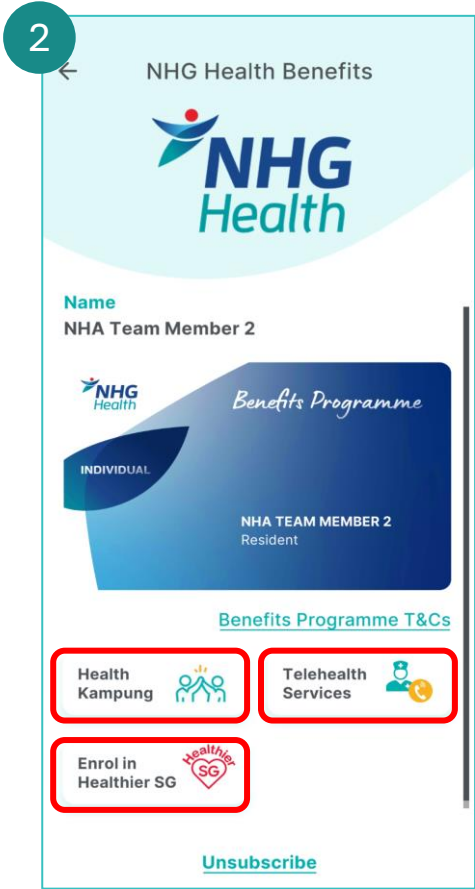 2
NHG Health Benefits
NHG
Health
Name
NHA Team Member 2
NHG
Health
Benefits Programme
INDIVIDUAL
NHA TEAM MEMBER 2
Resident
Benefits Programme T&Cs
Health
Kampung
Telehealth
Services
Enrol in
Healthier SG
Healthier
SG
Unsubscribe